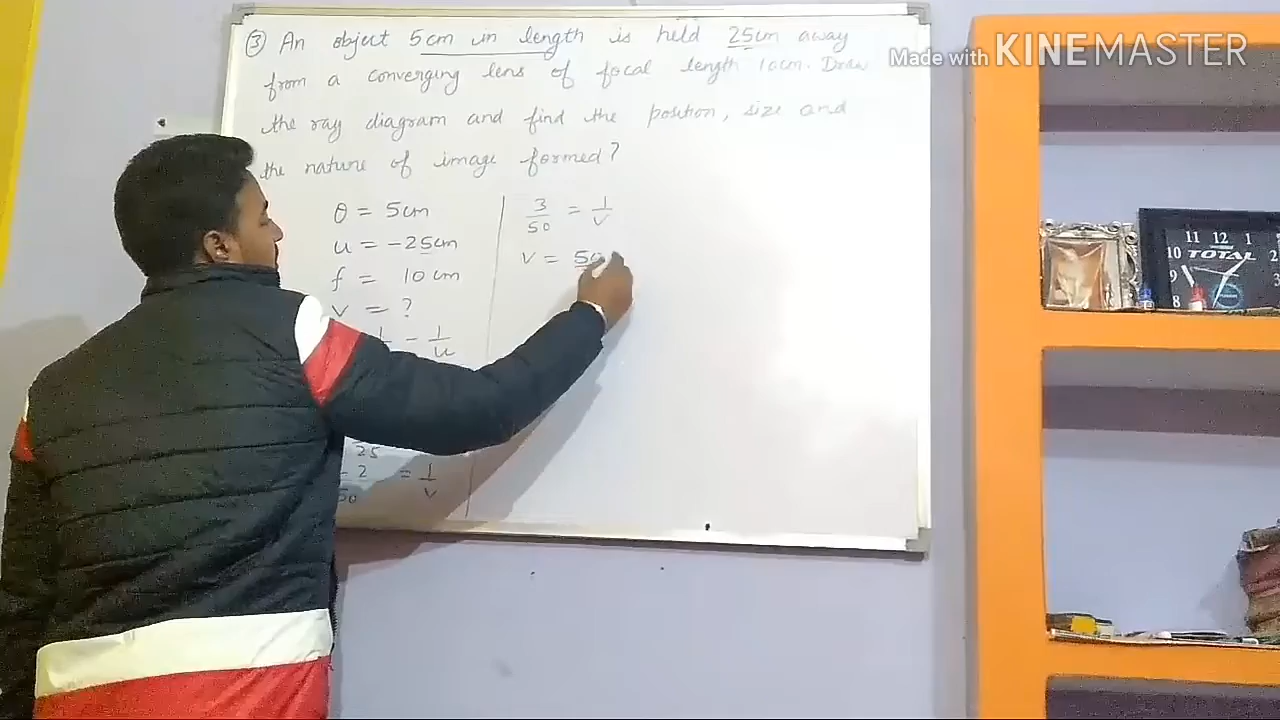 ③ An object 5cm in length is held 25cm away
from a converging lens of focal length 10cm. Draw
the ray diagram and find the position, size and
the nature of image formed?
θ = 5cm
u = -25cm
f = 10 cm
v = ?
1/u
25
- 2/50 = 1/v
3/50 = 1/v
v = 50
Made with KINEMASTER
11 12 1
10 TOTAL
9 3
8